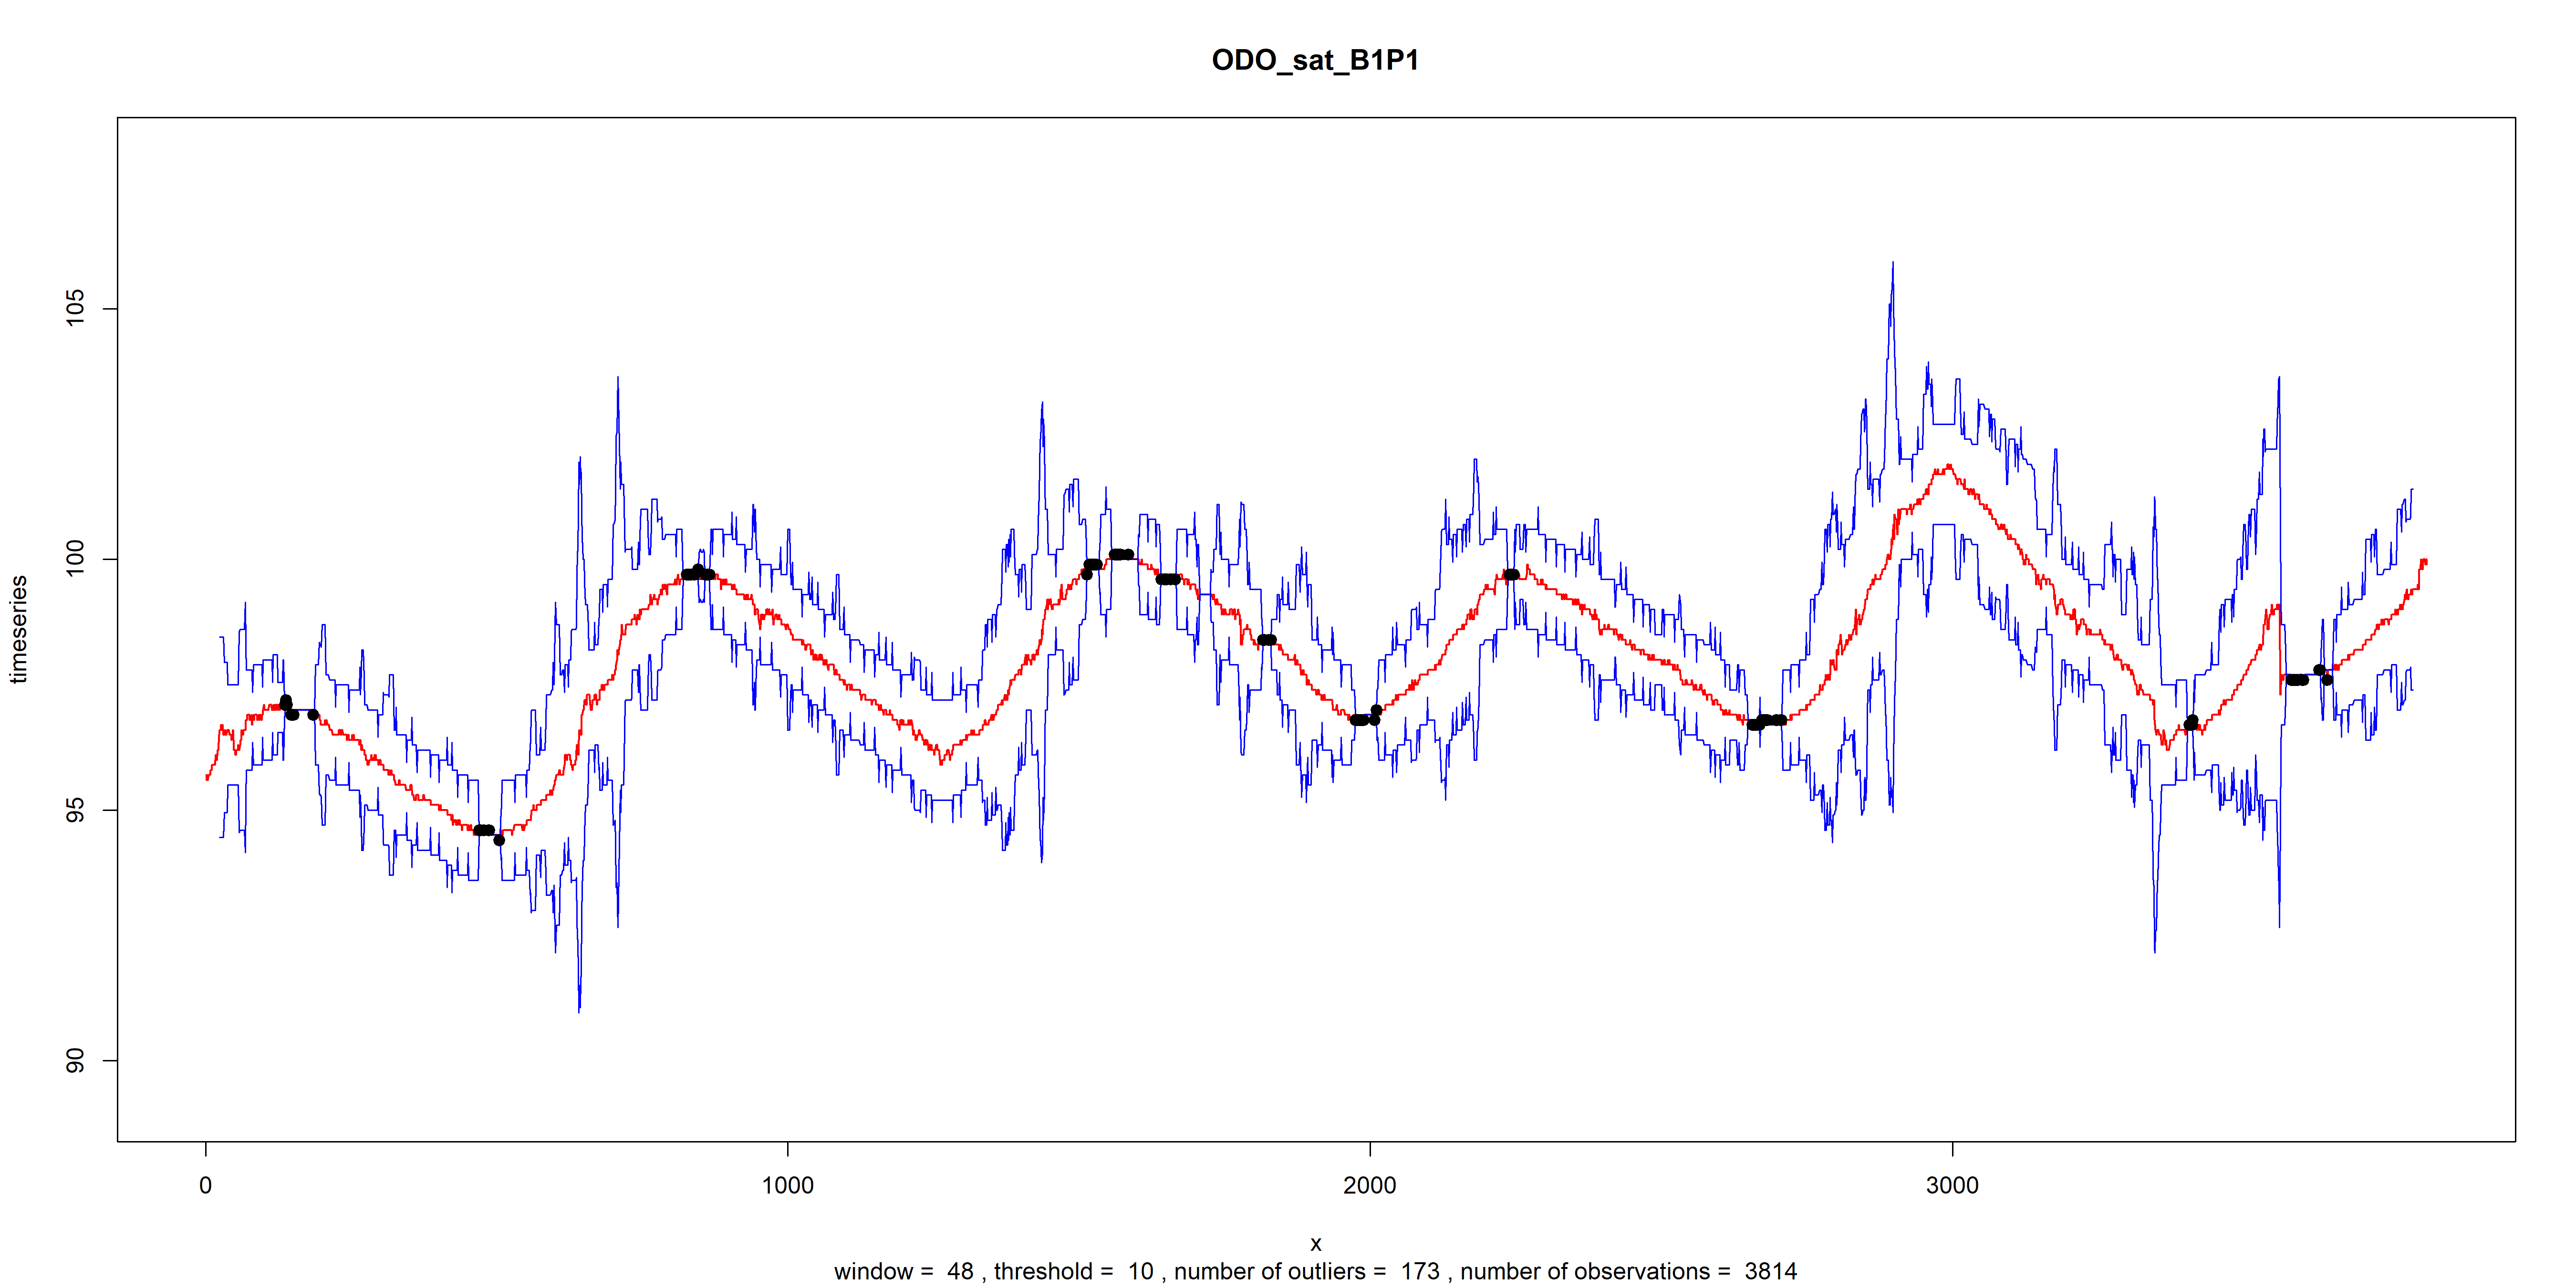 ODO_sat_B1P1
timeseries
105
100
95
90
0 1000 2000 3000
x
window =  48 , threshold =  10 , number of outliers =  173 , number of observations =  3814